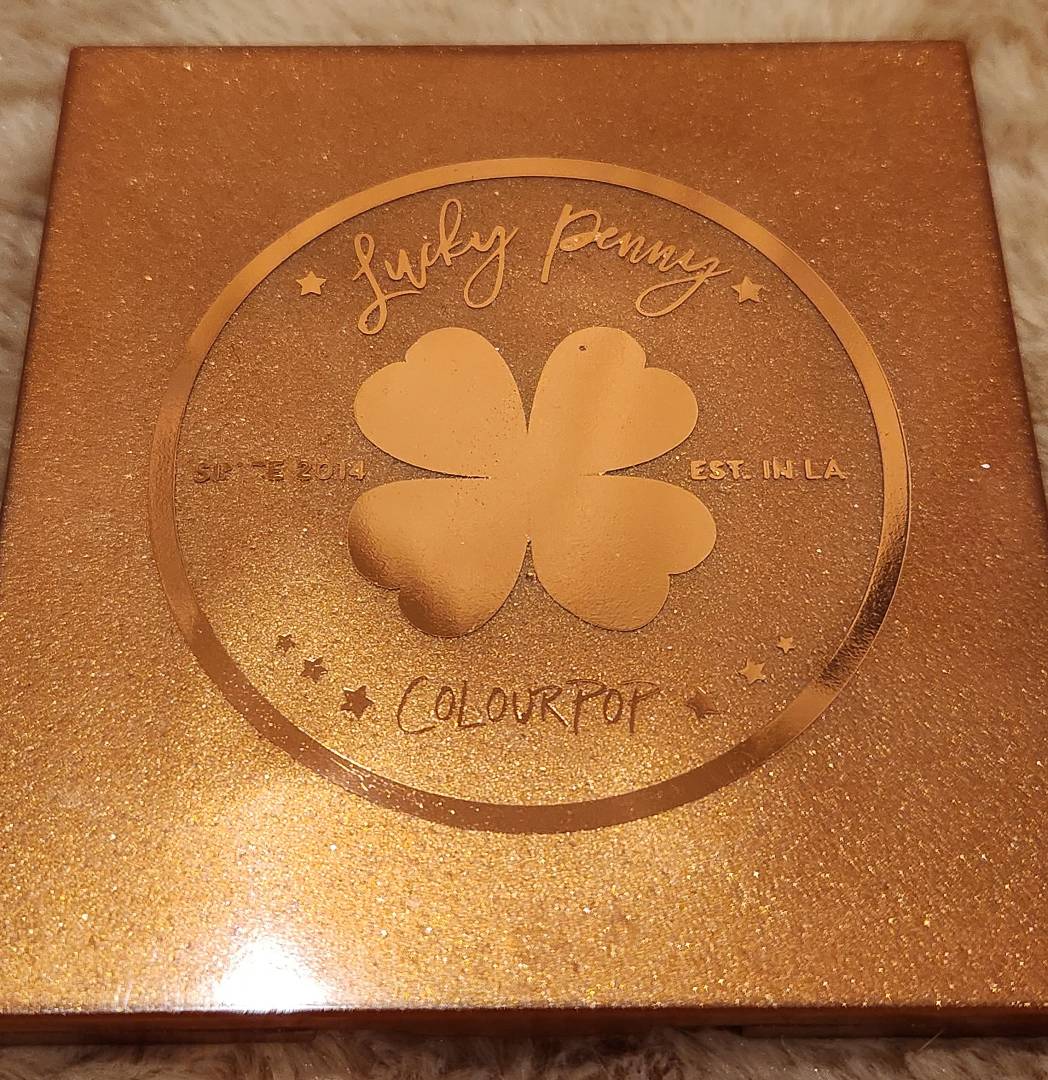 Lucky Penny
2014 EST. IN LA
COLOURPOP